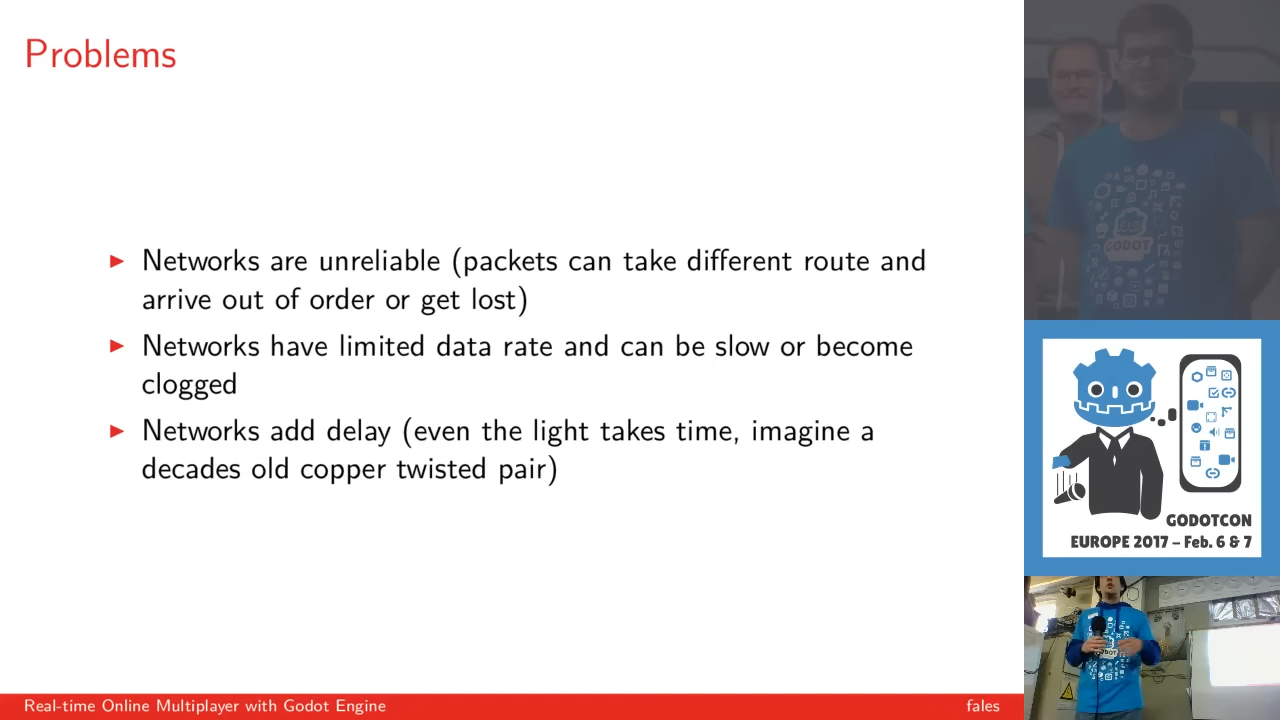 Problems
Networks are unreliable (packets can take different route and
arrive out of order or get lost)
Networks have limited data rate and can be slow or become
clogged
Networks add delay (even the light takes time, imagine a
decades old copper twisted pair)
Real-time Online Multiplayer with Godot Engine
fales
GODOT
GODOTCON
EUROPE 2017 – Feb. 6 & 7